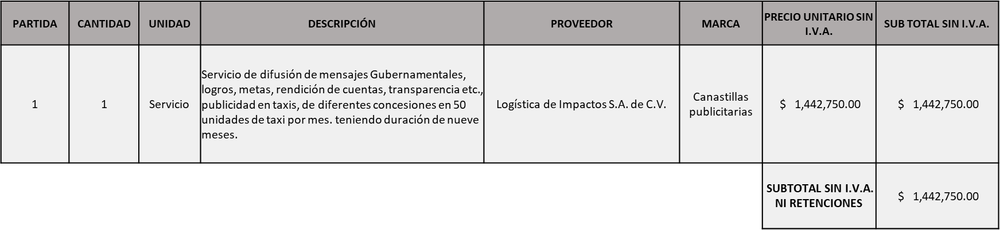 PARTIDA CANTIDAD UNIDAD DESCRIPCIÓN PROVEEDOR MARCA PRECIO UNITARIO SIN I.V.A. SUB TOTAL SIN I.V.A.
1 1 Servicio
Servicio de difusión de mensajes Gubernamentales,
logros, metas, rendición de cuentas, transparencia etc.,
publicidad en taxis, de diferentes concesiones en 50
unidades de taxi por mes. teniendo duración de nueve
meses.
Logística de Impactos S.A. de C.V.
Canastillas
publicitarias
$ 1,442,750.00 $ 1,442,750.00
SUBTOTAL SIN I.V.A.
NI RETENCIONES
$ 1,442,750.00